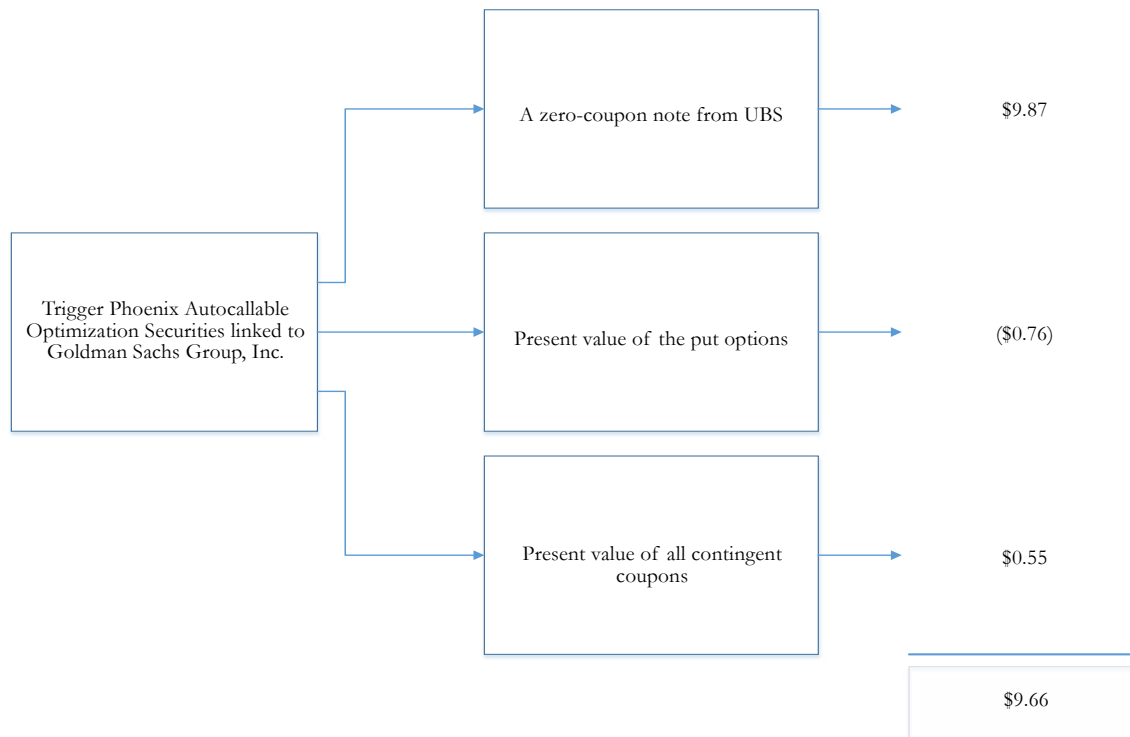 A zero-coupon note from UBS
$9.87
Trigger Phoenix Autocallable
Optimization Securities linked to
Goldman Sachs Group, Inc.
Present value of the put options
($0.76)
Present value of all contingent
coupons
$0.55
$9.66